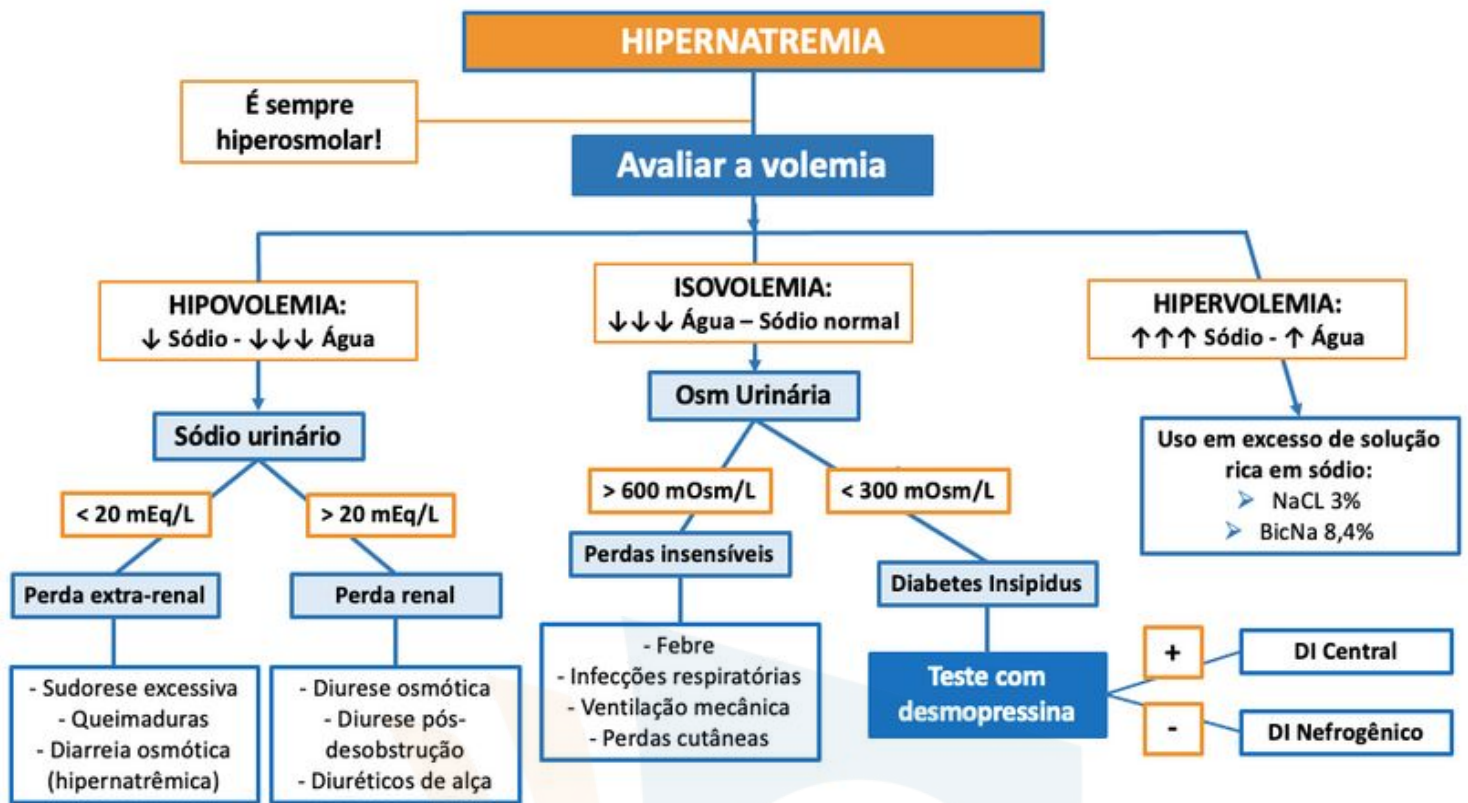 HIPERNATREMIA
É sempre
hiperosmolar!
Avaliar a volemia
HIPOVOLEMIA:
↓ Sódio - ↓↓↓ Água
Sódio urinário
< 20 mEq/L
> 20 mEq/L
Perda extra-renal
Perda renal
- Sudorese excessiva
- Queimaduras
- Diarreia osmótica
(hipernatrêmica)
- Diurese osmótica
- Diurese pós-
desobstrução
- Diuréticos de alça
ISOVOLEMIA:
↓↓↓ Água – Sódio normal
Osm Urinária
> 600 mOsm/L
< 300 mOsm/L
Perdas insensíveis
- Febre
- Infecções respiratórias
- Ventilação mecânica
- Perdas cutâneas
Diabetes Insipidus
Teste com
desmopressina
+
DI Central
-
DI Nefrogênico
HIPERVOLEMIA:
↑↑↑ Sódio - ↑ Água
Uso em excesso de solução
rica em sódio:
➢ NaCL 3%
➢ BicNa 8,4%